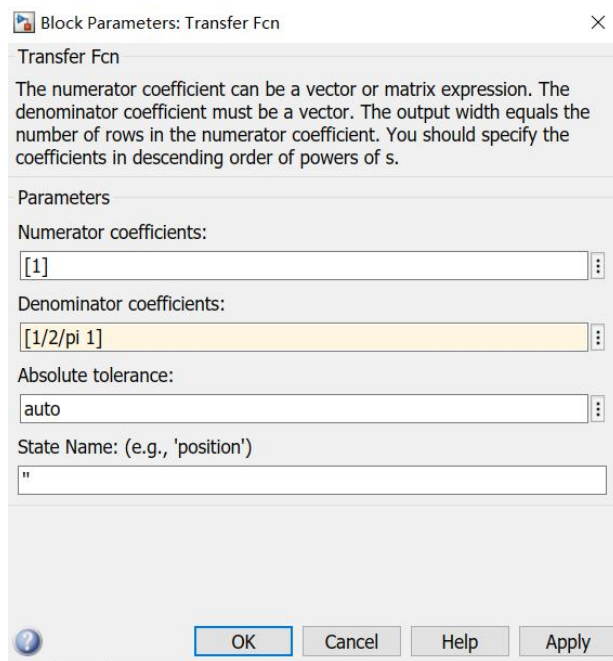 Block Parameters: Transfer Fcn
Transfer Fcn
The numerator coefficient can be a vector or matrix expression. The
denominator coefficient must be a vector. The output width equals the
number of rows in the numerator coefficient. You should specify the
coefficients in descending order of powers of s.
Parameters
Numerator coefficients:
[1]
Denominator coefficients:
[1/2/pi 1]
Absolute tolerance:
auto
State Name: (e.g., 'position')
''
OK Cancel Help Apply